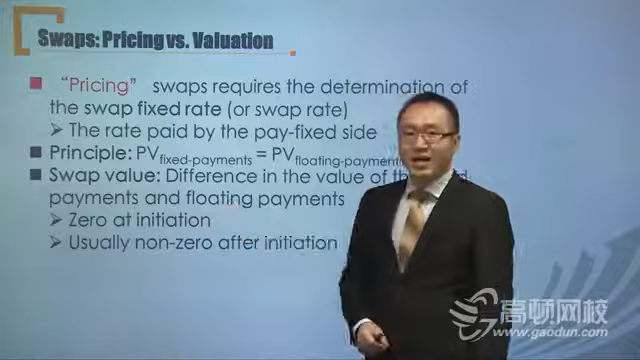 Swaps: Pricing vs. Valuation
“Pricing” swaps requires the determination of
the swap fixed rate (or swap rate)
➤ The rate paid by the pay-fixed side
Principle: PVfixed-payments = PVfloating-payment
Swap value: Difference in the value of the
payments and floating payments
➤ Zero at initiation
➤ Usually non-zero after initiation
高顿网校
www.gaodun.com